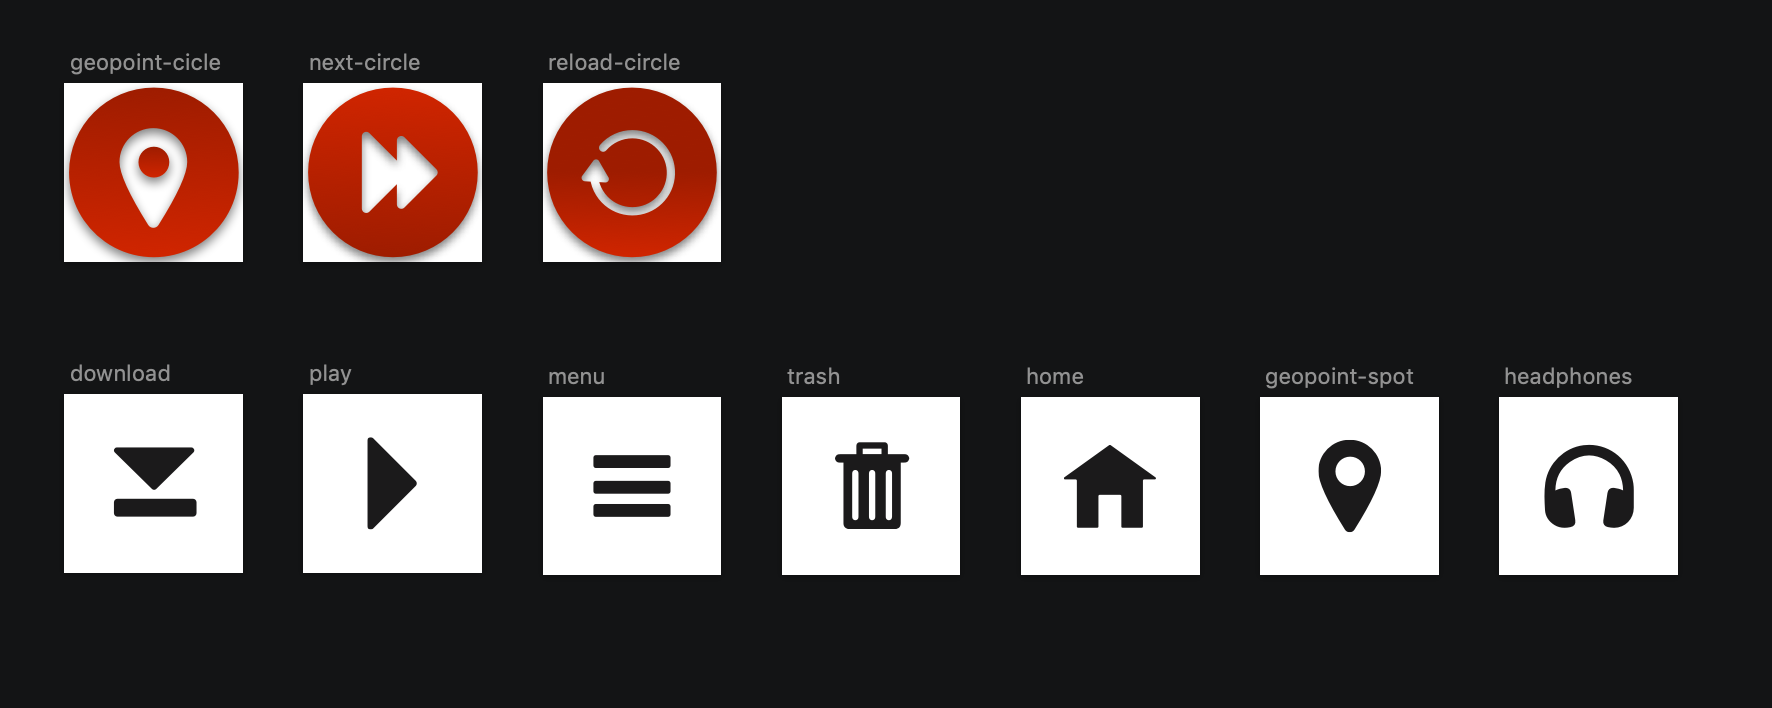 geopoint-cicle
next-circle
reload-circle
download
play
menu
trash
home
geopoint-spot
headphones